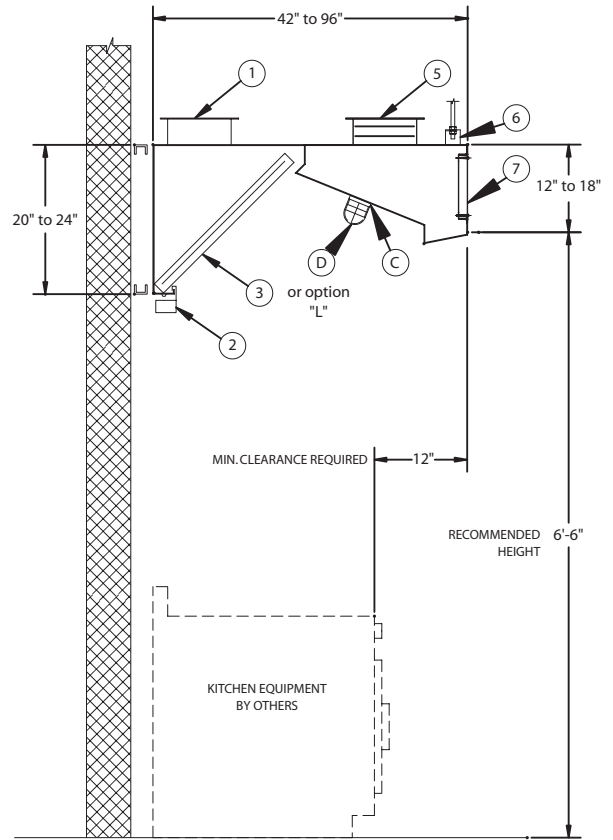 42" to 96"
1
5
6
7
20" to 24"
12" to 18"
D
C
3
or option
"L"
2
MIN. CLEARANCE REQUIRED
12"
RECOMMENDED
HEIGHT
6'-6"
KITCHEN EQUIPMENT
BY OTHERS